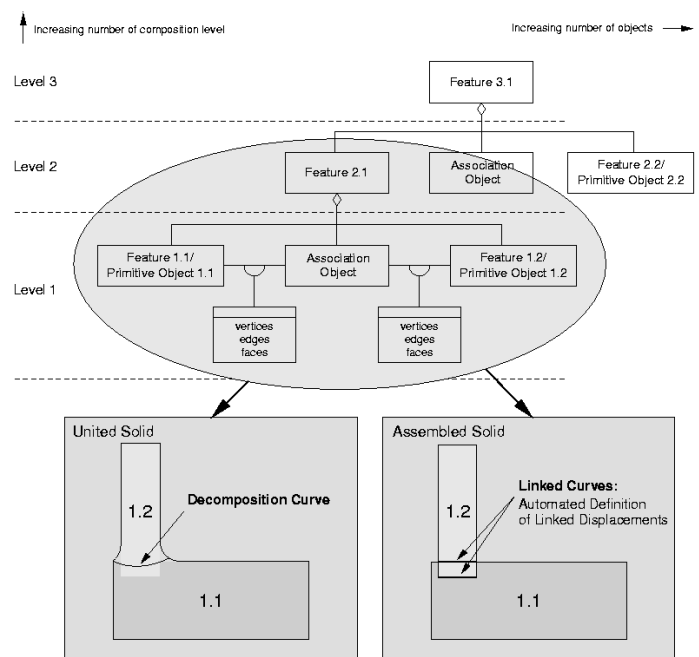 Increasing number of composition level
Increasing number of objects
Level 3
Feature 3.1
Level 2
Feature 2.1
Association
Object
Feature 2.2/
Primitive Object 2.2
Level 1
Feature 1.1/
Primitive Object 1.1
Association
Object
Feature 1.2/
Primitive Object 1.2
vertices
edges
faces
vertices
edges
faces
United Solid
Decomposition Curve
1.2
1.1
Assembled Solid
Linked Curves:
Automated Definition
of Linked Displacements
1.2
1.1